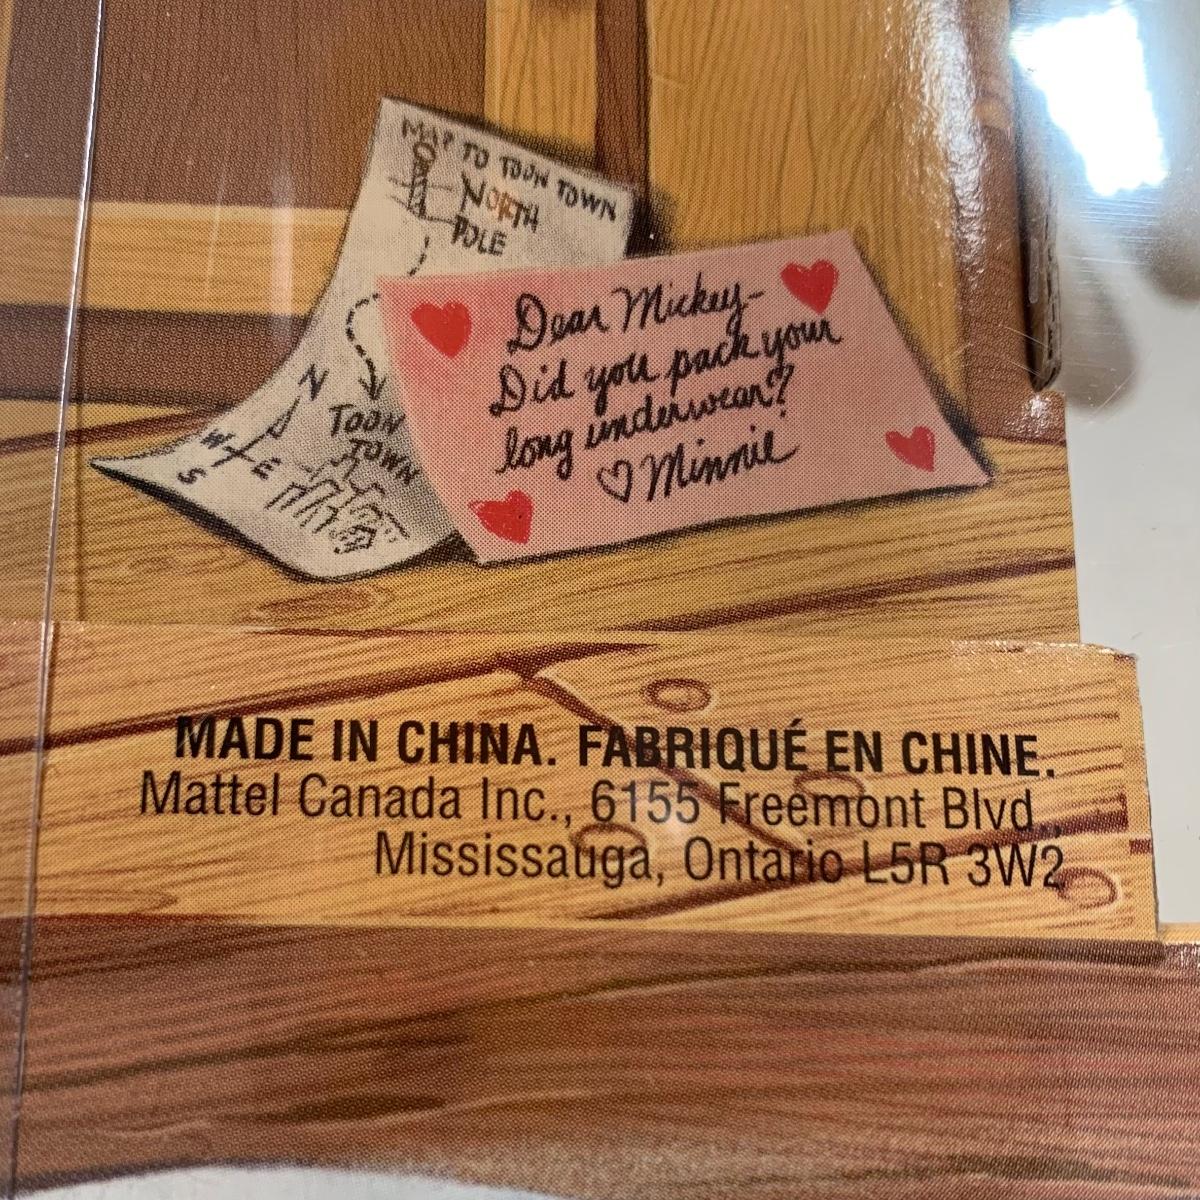 MAP TO TOON TOWN
NORTH
POLE
Dear Mickey-
Did you pack your
long underwear?
♡ Minnie
N
W
E
S
TOON
TOWN
MADE IN CHINA. FABRIQUÉ EN CHINE.
Mattel Canada Inc., 6155 Freemont Blvd.,
Mississauga, Ontario L5R 3W2